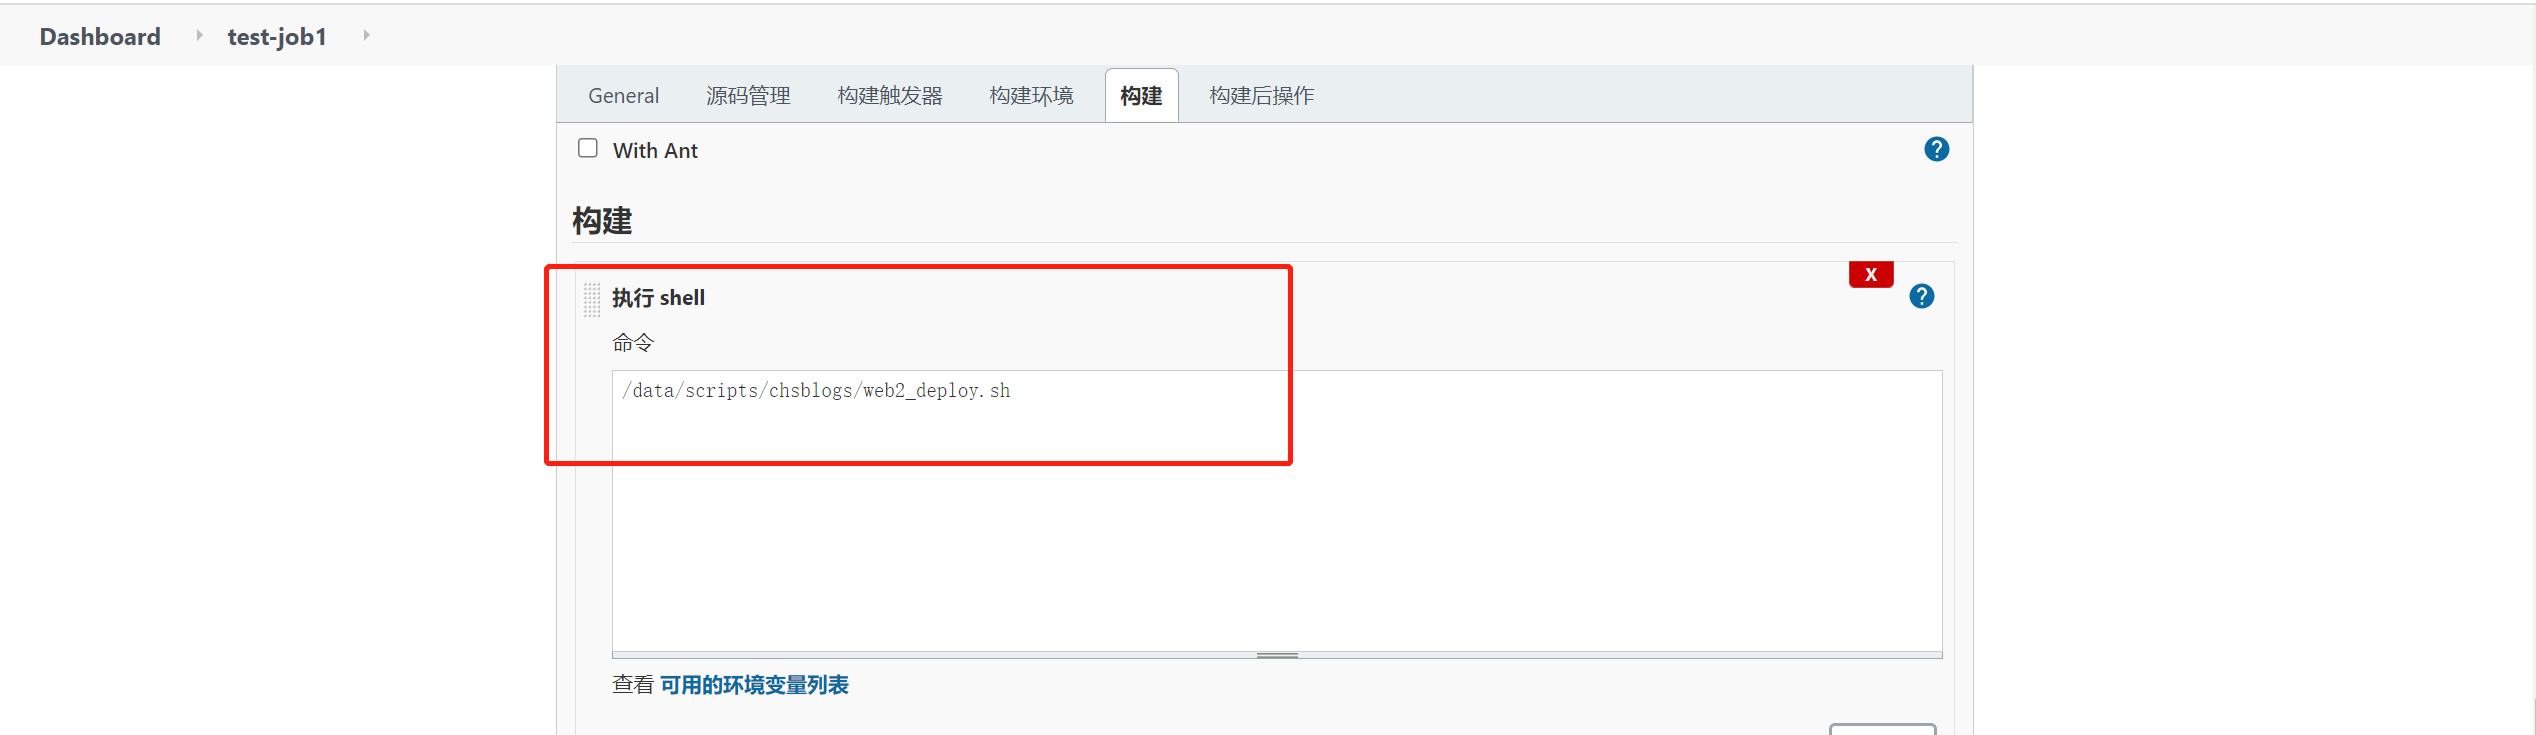 Dashboard test-job1
General 源码管理 构建触发器 构建环境 构建 构建后操作
With Ant ?
构建
X
执行 shell ?
命令
/data/scripts/chsblogs/web2_deploy.sh
查看 可用的环境变量列表